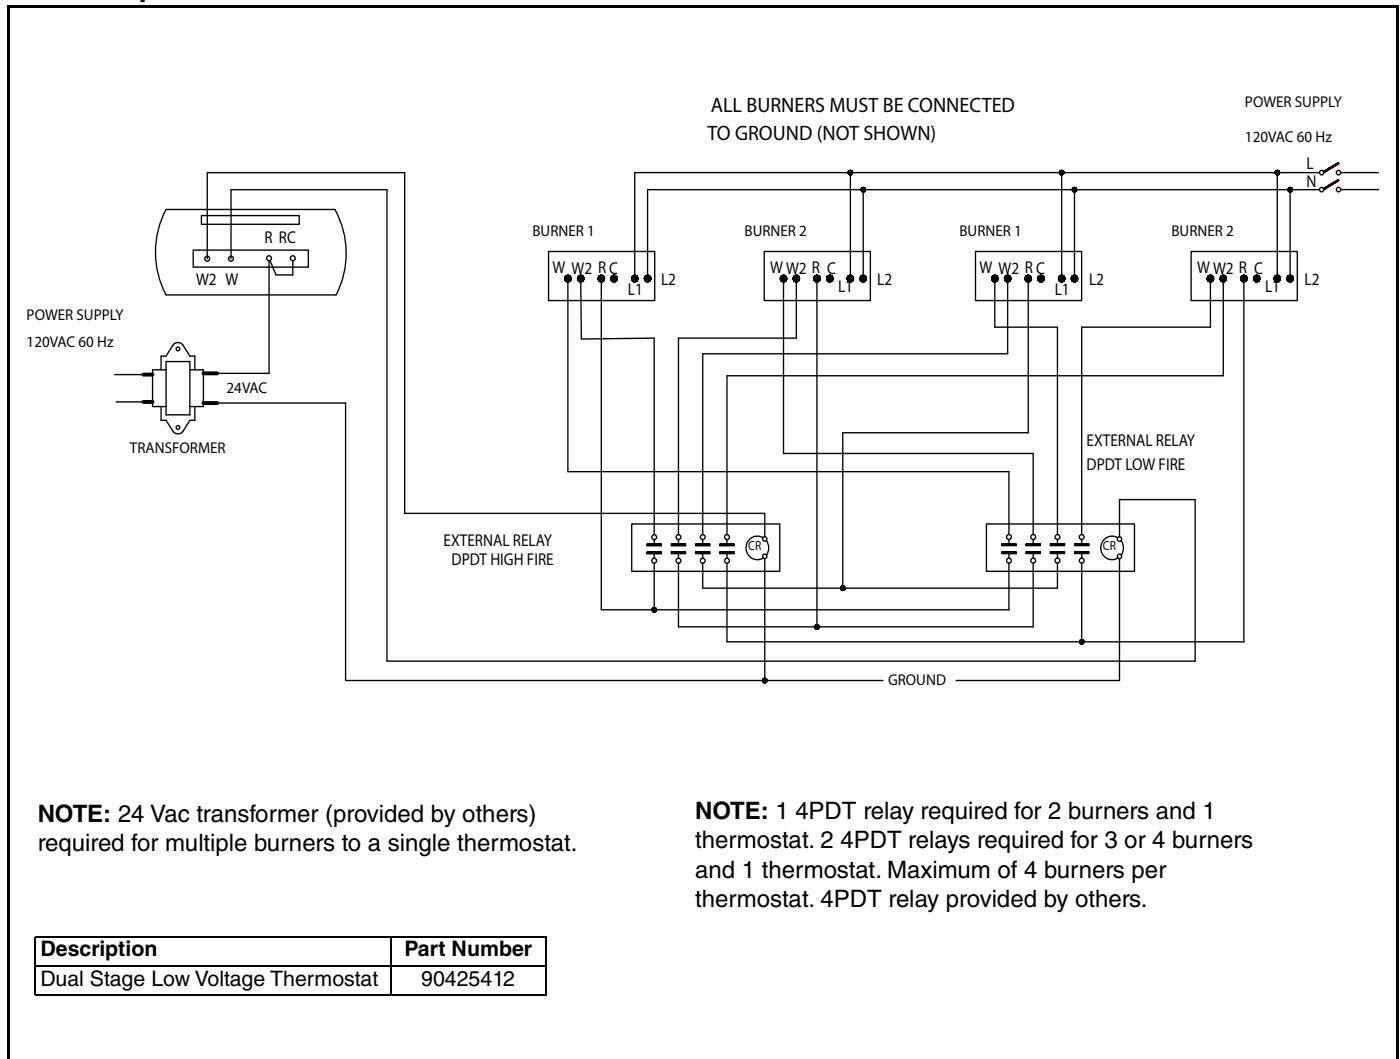 ALL BURNERS MUST BE CONNECTED
TO GROUND (NOT SHOWN)
POWER SUPPLY
120VAC 60 Hz
L
N
R RC
W2 W
BURNER 1
W W2 R C
L1
L2
BURNER 2
W W2 R C
L1
L2
BURNER 1
W W2 R C
L1
L2
BURNER 2
W W2 R C
L1
L2
POWER SUPPLY
120VAC 60 Hz
24VAC
TRANSFORMER
EXTERNAL RELAY
DPDT LOW FIRE
EXTERNAL RELAY
DPDT HIGH FIRE
CR
CR
GROUND
NOTE: 24 Vac transformer (provided by others)
required for multiple burners to a single thermostat.
NOTE: 1 4PDT relay required for 2 burners and 1
thermostat. 2 4PDT relays required for 3 or 4 burners
and 1 thermostat. Maximum of 4 burners per
thermostat. 4PDT relay provided by others.
Description Part Number
Dual Stage Low Voltage Thermostat 90425412